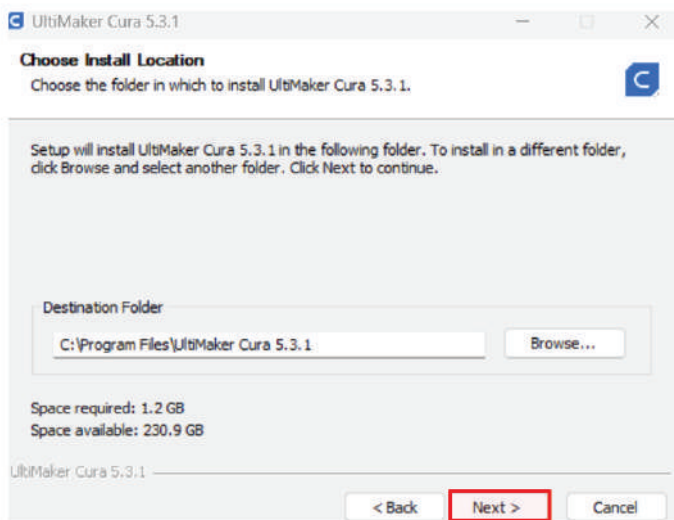 UltiMaker Cura 5.3.1
Choose Install Location
Choose the folder in which to install UltiMaker Cura 5.3.1.
Setup will install UltiMaker Cura 5.3.1 in the following folder. To install in a different folder,
click Browse and select another folder. Click Next to continue.
Destination Folder
C:\Program Files\UltiMaker Cura 5.3.1
Browse...
Space required: 1.2 GB
Space available: 230.9 GB
UltiMaker Cura 5.3.1
< Back Next > Cancel